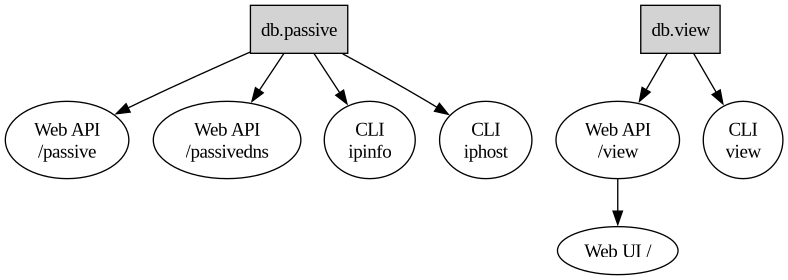 db.passive
db.view
Web API
/passive
Web API
/passivedns
CLI
ipinfo
CLI
iphost
Web API
/view
CLI
view
Web UI /